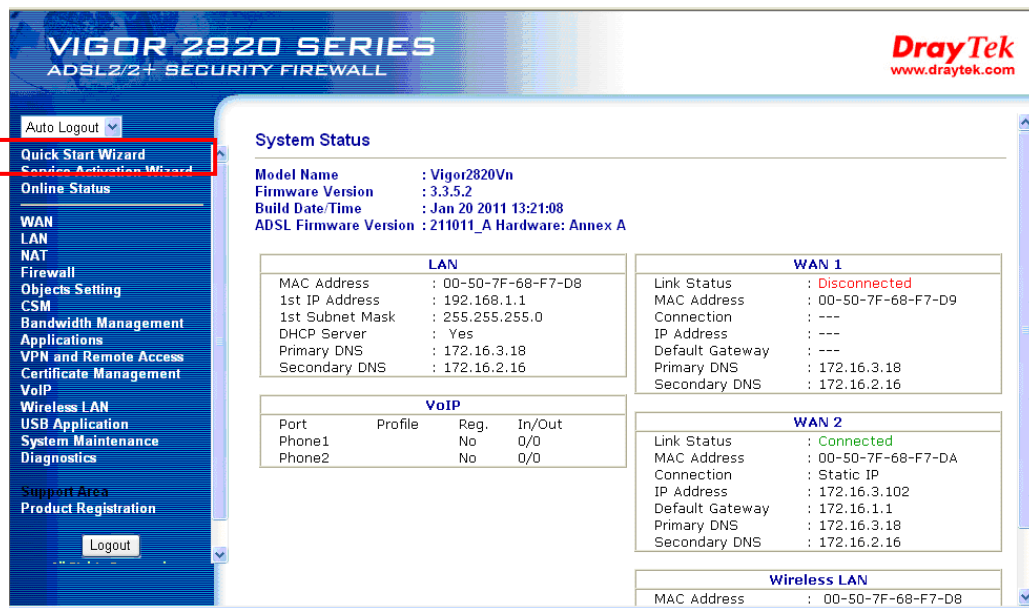 VIGOR 2820 SERIES
ADSL2/2+ SECURITY FIREWALL
DrayTek
www.draytek.com
Auto Logout
Quick Start Wizard
Service Activation Wizard
Online Status
WAN
LAN
NAT
Firewall
Objects Setting
CSM
Bandwidth Management
Applications
VPN and Remote Access
Certificate Management
VoIP
Wireless LAN
USB Application
System Maintenance
Diagnostics
Support Area
Product Registration
Logout
System Status
Model Name : Vigor2820Vn
Firmware Version : 3.3.5.2
Build Date/Time : Jan 20 2011 13:21:08
ADSL Firmware Version : 211011_A Hardware: Annex A
LAN
MAC Address : 00-50-7F-68-F7-D8
1st IP Address : 192.168.1.1
1st Subnet Mask : 255.255.255.0
DHCP Server : Yes
Primary DNS : 172.16.3.18
Secondary DNS : 172.16.2.16
VoIP
Port Profile Reg. In/Out
Phone1 No 0/0
Phone2 No 0/0
WAN 1
Link Status : Disconnected
MAC Address : 00-50-7F-68-F7-D9
Connection : ---
IP Address : ---
Default Gateway : ---
Primary DNS : 172.16.3.18
Secondary DNS : 172.16.2.16
WAN 2
Link Status : Connected
MAC Address : 00-50-7F-68-F7-DA
Connection : Static IP
IP Address : 172.16.3.102
Default Gateway : 172.16.1.1
Primary DNS : 172.16.3.18
Secondary DNS : 172.16.2.16
Wireless LAN
MAC Address : 00-50-7F-68-F7-D8